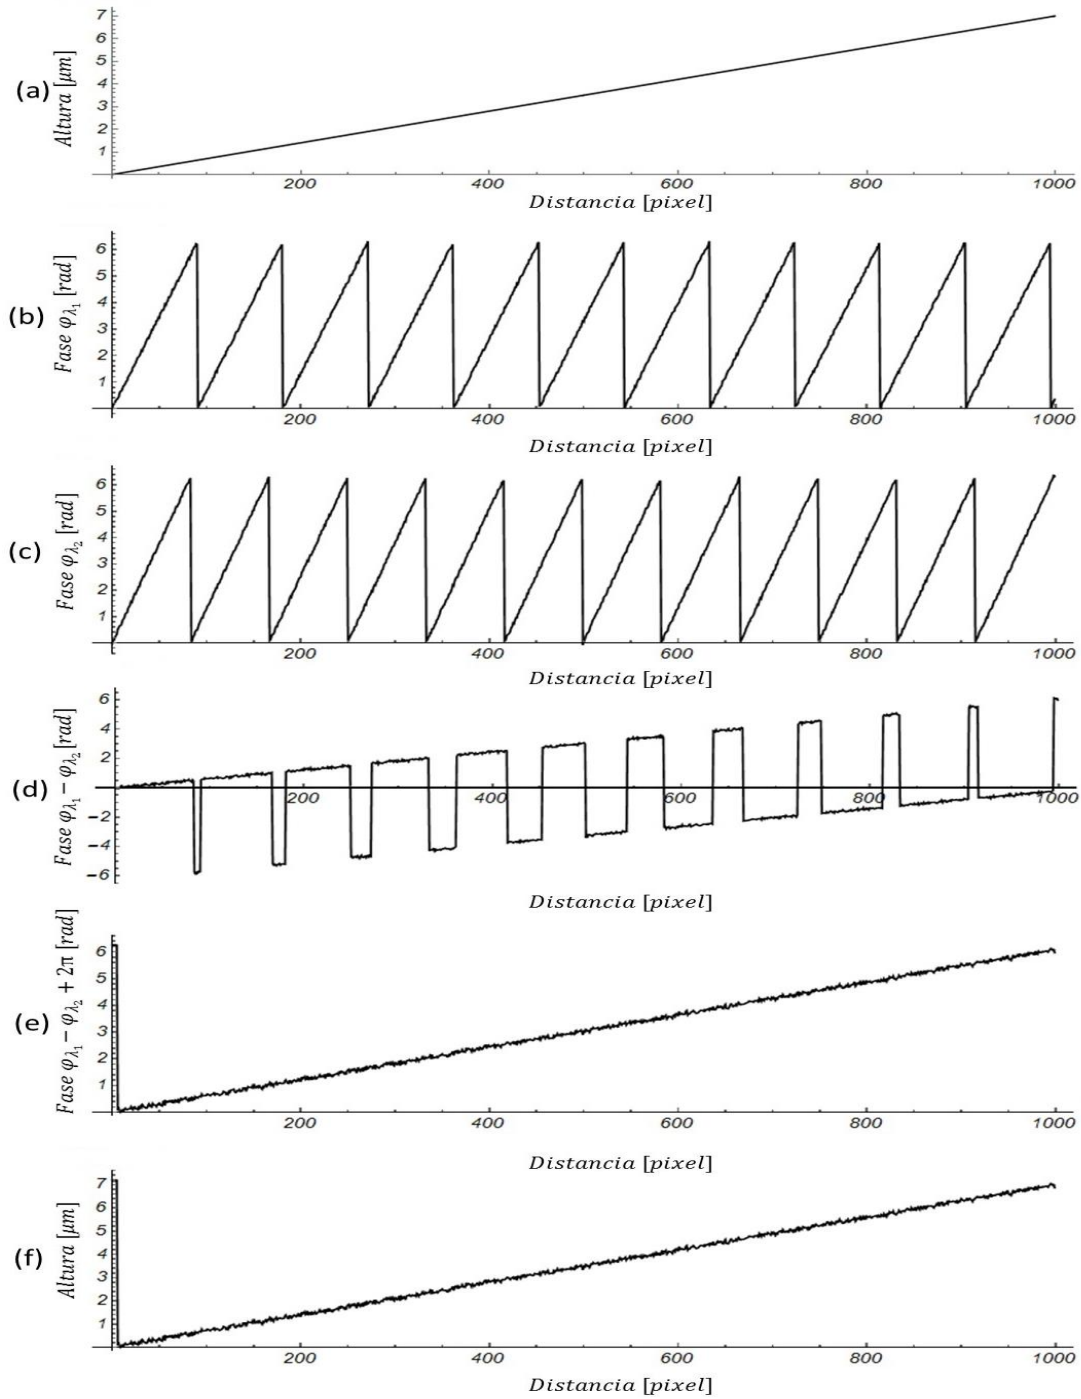 (a)
Altura [μm]
7
6
5
4
3
2
1
200 400 600 800 1000
Distancia [pixel]
(b)
Fase φλ₁ [rad]
6
5
4
3
2
1
200 400 600 800 1000
Distancia [pixel]
(c)
Fase φλ₂ [rad]
6
5
4
3
2
1
200 400 600 800 1000
Distancia [pixel]
(d)
Fase φλ₁ − φλ₂ [rad]
6
4
2
−2
−4
−6
200 400 600 800 1000
Distancia [pixel]
(e)
Fase φλ₁ − φλ₂ + 2π [rad]
6
5
4
3
2
1
200 400 600 800 1000
Distancia [pixel]
(f)
Altura [μm]
7
6
5
4
3
2
1
200 400 600 800 1000
Distancia [pixel]